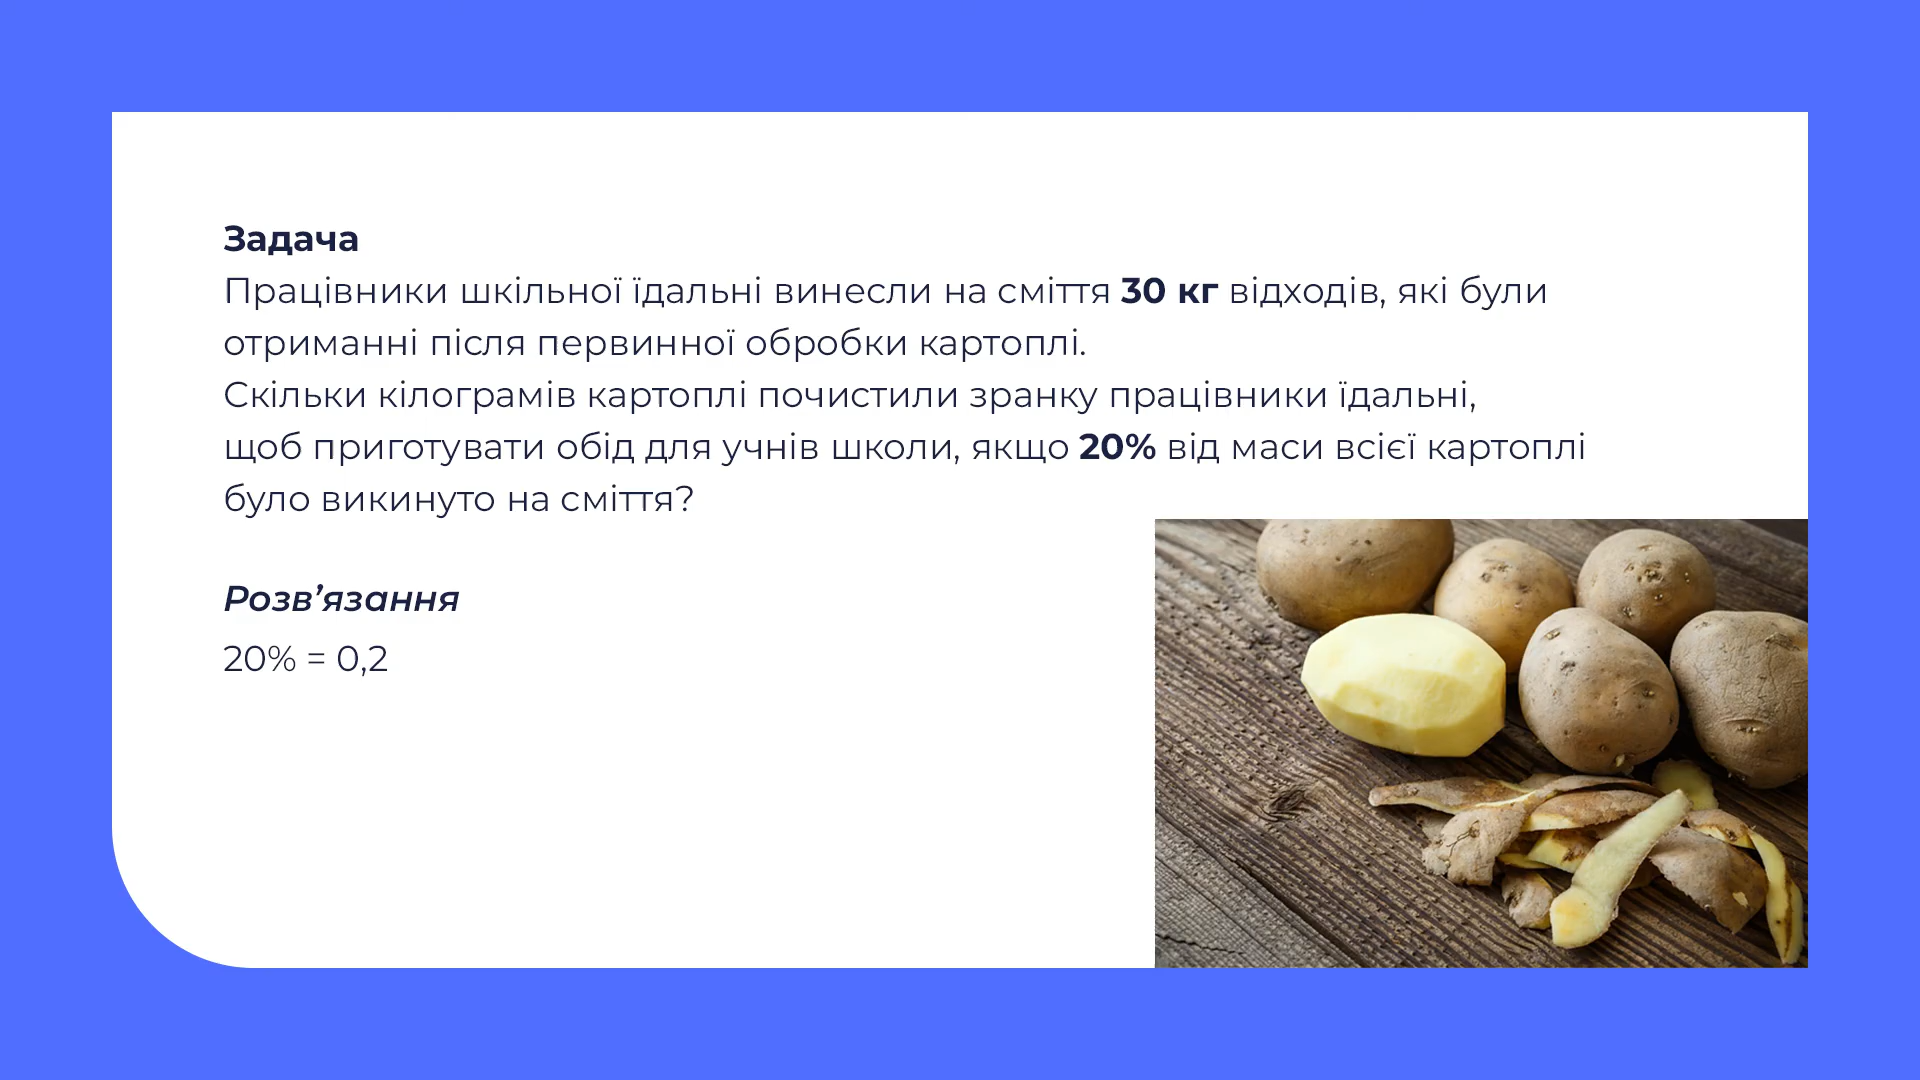 Задача
Працівники шкільної їдальні винесли на сміття 30 кг відходів, які були
отриманні після первинної обробки картоплі.
Скільки кілограмів картоплі почистили зранку працівники їдальні,
щоб приготувати обід для учнів школи, якщо 20% від маси всієї картоплі
було викинуто на сміття?
Розв’язання
20% = 0,2